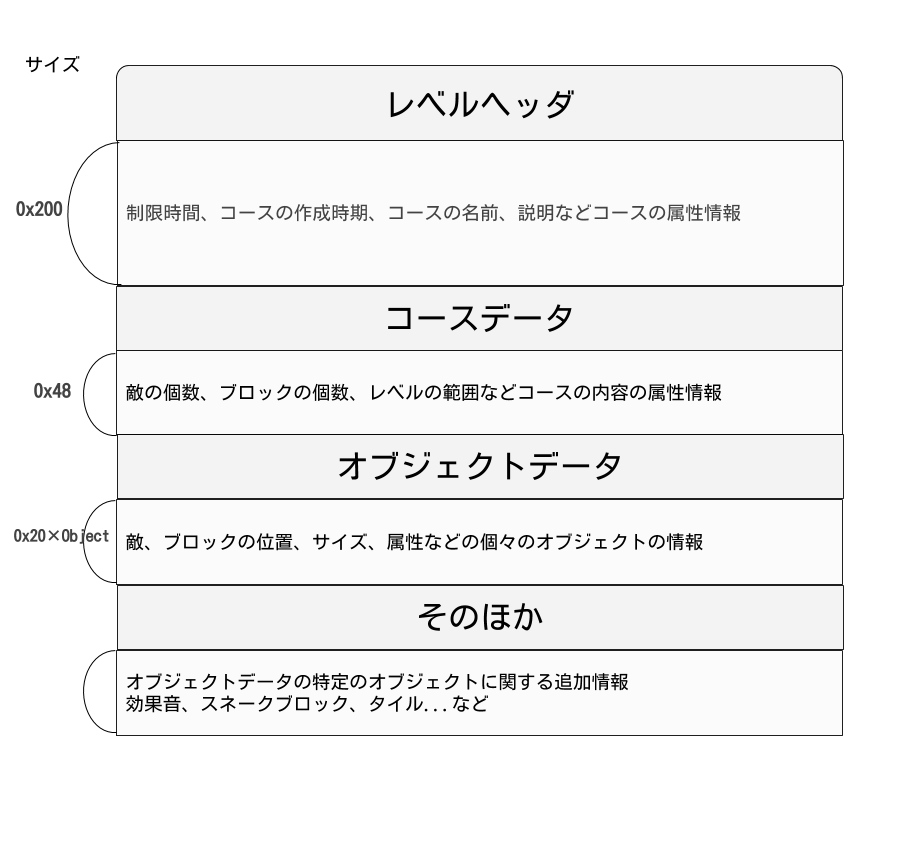 サイズ
レベルヘッダ
0x200
制限時間、コースの作成時期、コースの名前、説明などコースの属性情報
コースデータ
0x48
敵の個数、ブロックの個数、レベルの範囲などコースの内容の属性情報
オブジェクトデータ
0x20×Object
敵、ブロックの位置、サイズ、属性などの個々のオブジェクトの情報
そのほか
オブジェクトデータの特定のオブジェクトに関する追加情報
効果音、スネークブロック、タイル...など